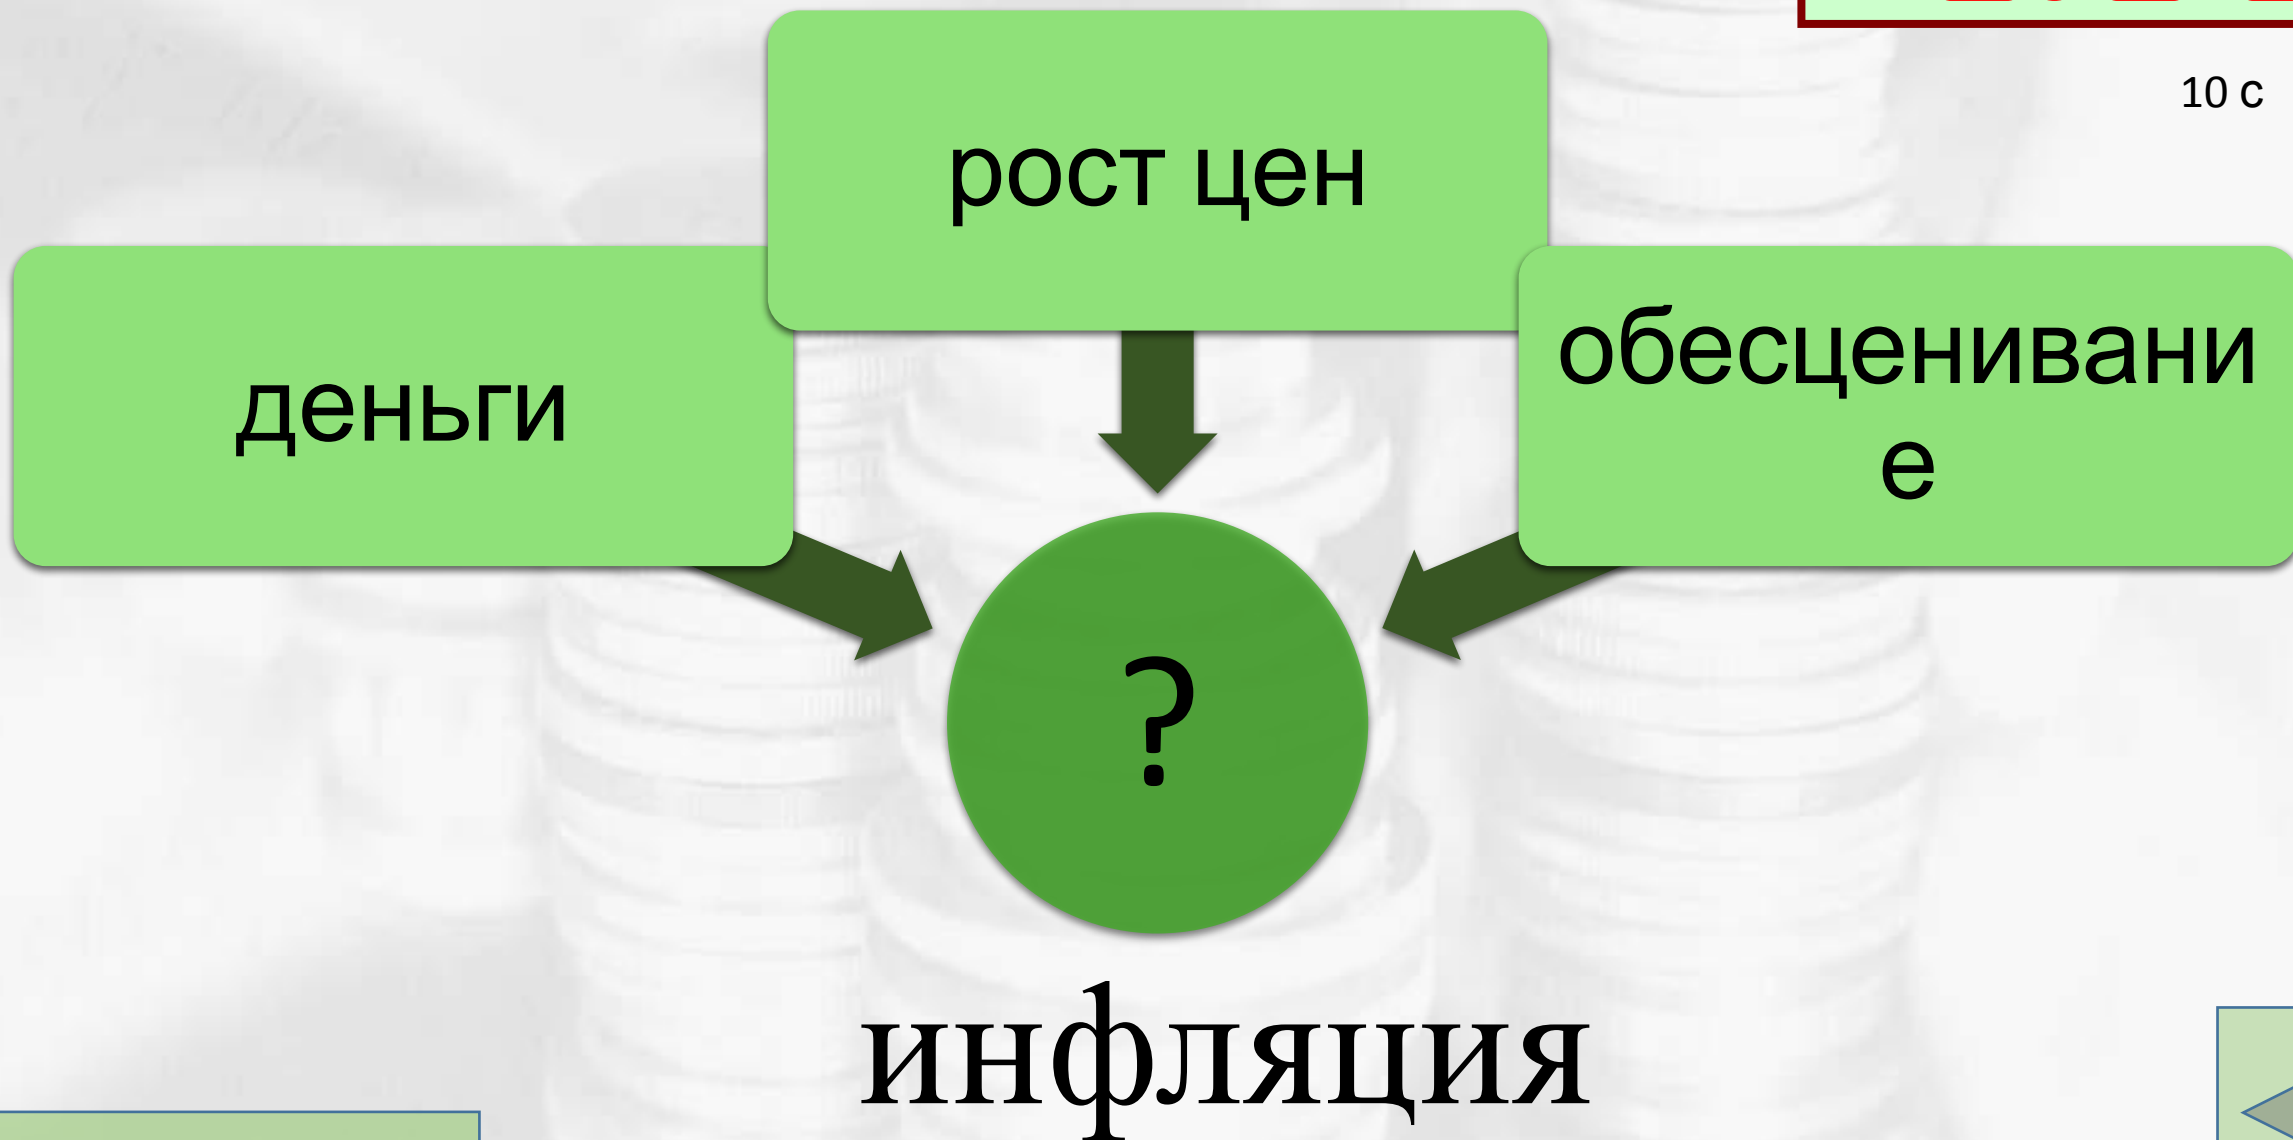 10 с
рост цен
деньги
обесценивани
е
?
инфляция